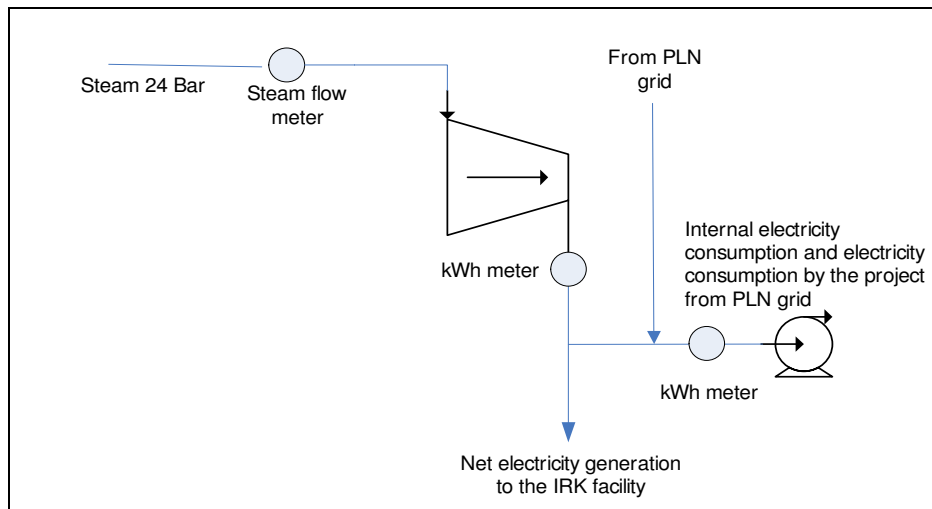 From PLN
grid
Steam 24 Bar
Steam flow
meter
Internal electricity
consumption and electricity
consumption by the project
from PLN grid
kWh meter
kWh meter
Net electricity generation
to the IRK facility